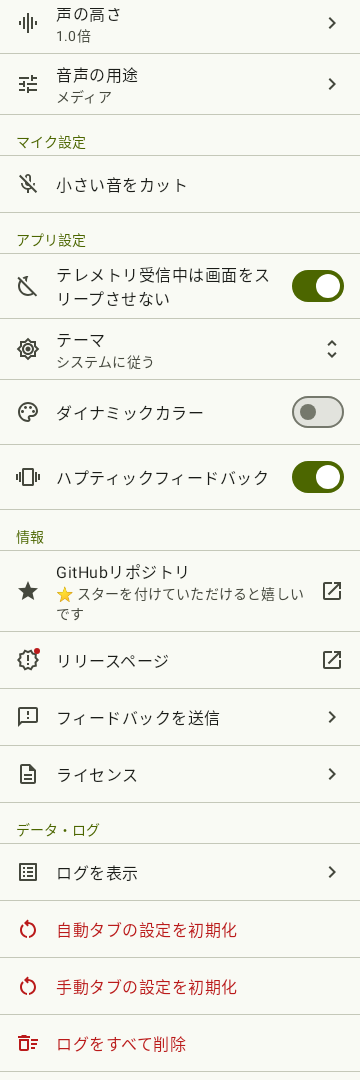 声の高さ
1.0倍
音声の用途
メディア
マイク設定
小さい音をカット
アプリ設定
テレメトリ受信中は画面をス
リープさせない
テーマ
システムに従う
ダイナミックカラー
ハプティックフィードバック
情報
GitHubリポジトリ
⭐ スターを付けていただけると嬉しい
です
リリースページ
フィードバックを送信
ライセンス
データ・ログ
ログを表示
自動タブの設定を初期化
手動タブの設定を初期化
ログをすべて削除